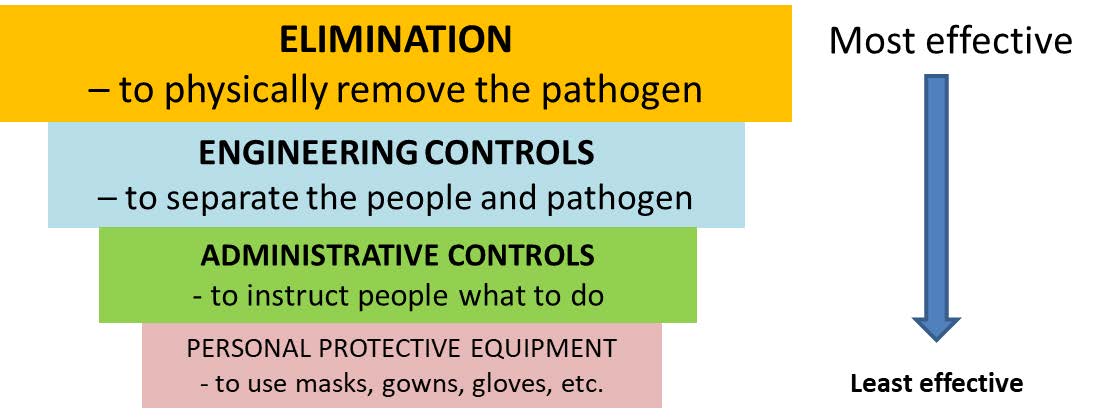 ELIMINATION
– to physically remove the pathogen
Most effective
ENGINEERING CONTROLS
– to separate the people and pathogen
ADMINISTRATIVE CONTROLS
- to instruct people what to do
PERSONAL PROTECTIVE EQUIPMENT
- to use masks, gowns, gloves, etc.
Least effective